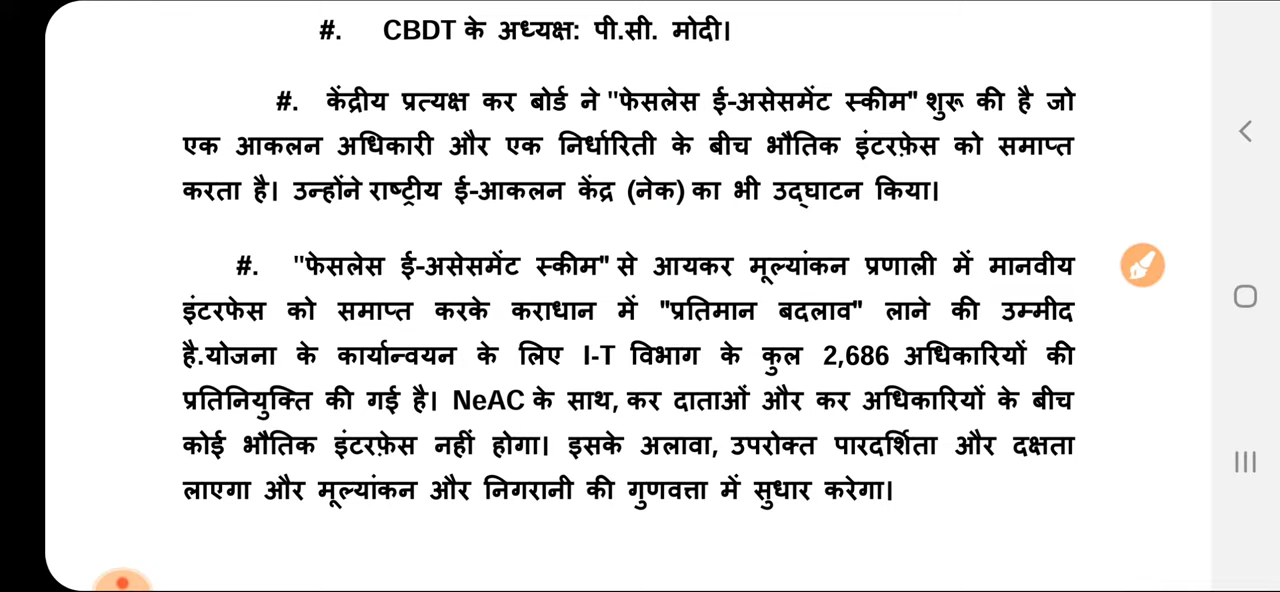 #. CBDT के अध्यक्ष: पी.सी. मोदी।
#. केंद्रीय प्रत्यक्ष कर बोर्ड ने "फेसलेस ई-असेसमेंट स्कीम" शुरू की है जो
एक आकलन अधिकारी और एक निर्धारिती के बीच भौतिक इंटरफ़ेस को समाप्त
करता है। उन्होंने राष्ट्रीय ई-आकलन केंद्र (नेक) का भी उद्घाटन किया।
#. "फेसलेस ई-असेसमेंट स्कीम" से आयकर मूल्यांकन प्रणाली में मानवीय
इंटरफेस को समाप्त करके कराधान में "प्रतिमान बदलाव" लाने की उम्मीद
है.योजना के कार्यान्वयन के लिए I-T विभाग के कुल 2,686 अधिकारियों की
प्रतिनियुक्ति की गई है। NeAC के साथ, कर दाताओं और कर अधिकारियों के बीच
कोई भौतिक इंटरफ़ेस नहीं होगा। इसके अलावा, उपरोक्त पारदर्शिता और दक्षता
लाएगा और मूल्यांकन और निगरानी की गुणवत्ता में सुधार करेगा।